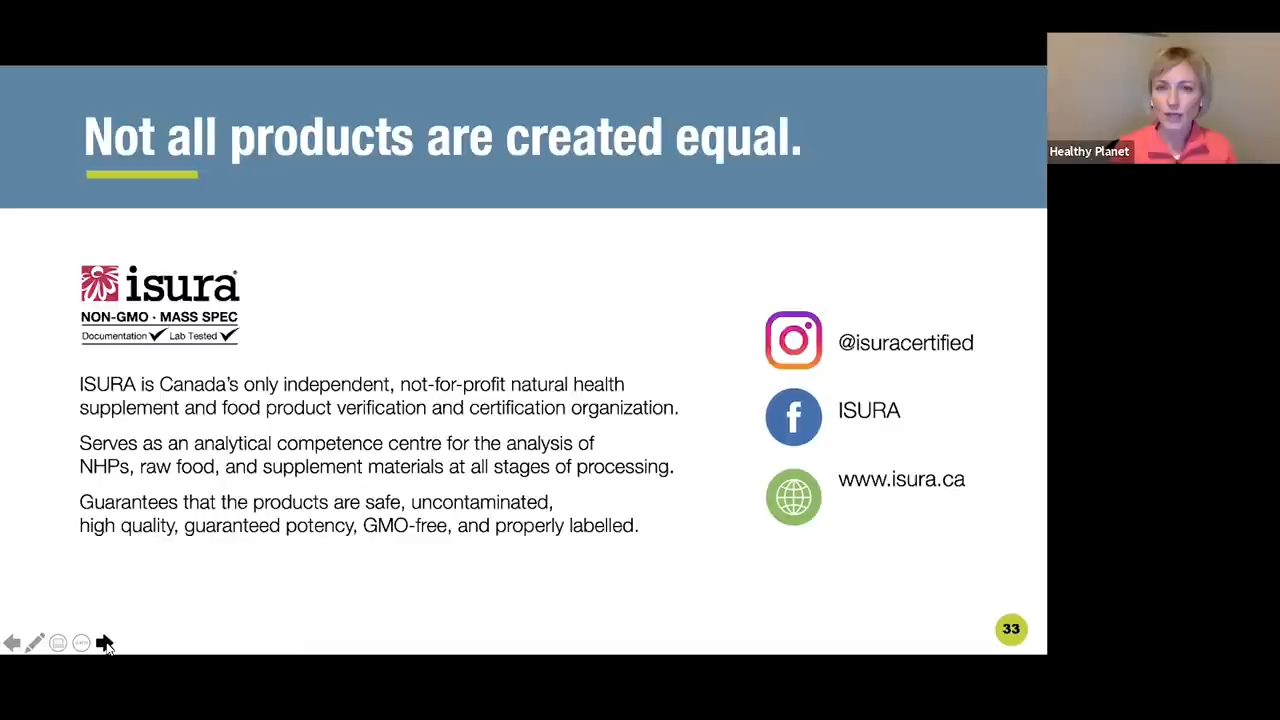 Not all products are created equal.
Healthy Planet
isura
NON-GMO · MASS SPEC
Documentation Lab Tested
ISURA is Canada's only independent, not-for-profit natural health
supplement and food product verification and certification organization.
Serves as an analytical competence centre for the analysis of
NHPs, raw food, and supplement materials at all stages of processing.
Guarantees that the products are safe, uncontaminated,
high quality, guaranteed potency, GMO-free, and properly labelled.
@isuracertified
f
ISURA
www.isura.ca
33